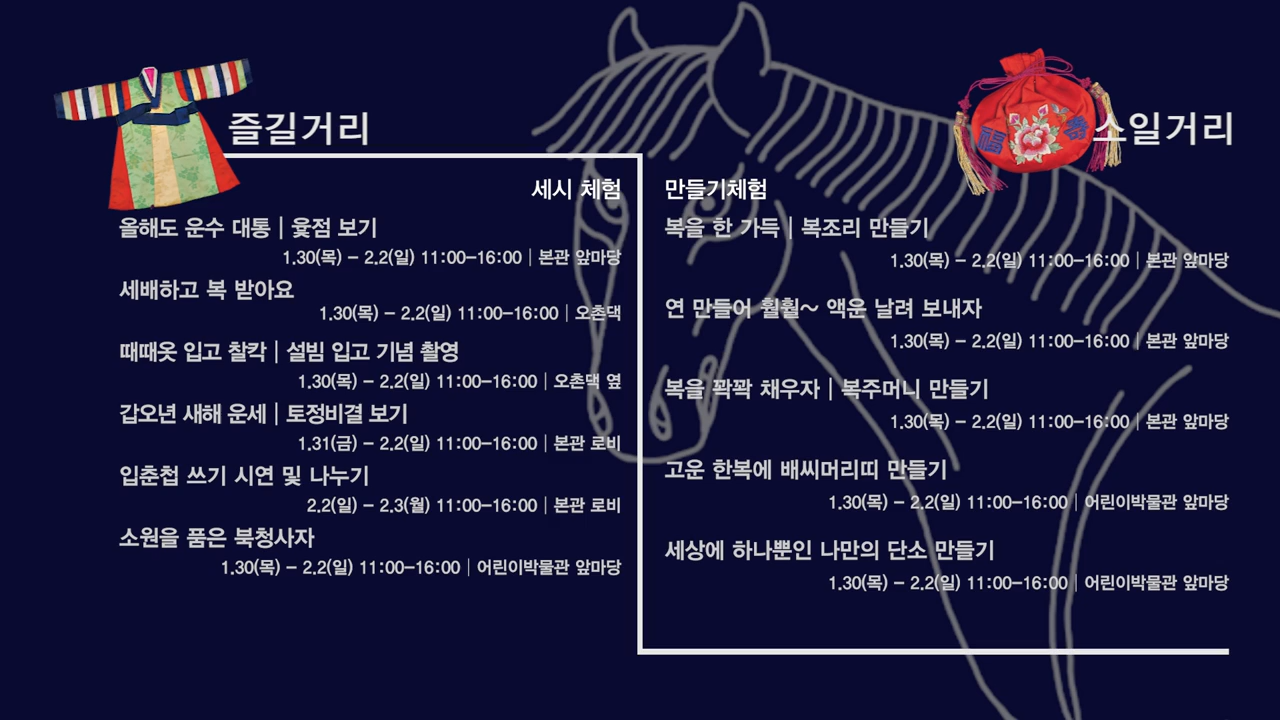 즐길거리
세시 체험
올해도 운수 대통 | 윷점 보기
1.30(목) - 2.2(일) 11:00-16:00 | 본관 앞마당
세배하고 복 받아요
1.30(목) - 2.2(일) 11:00-16:00 | 오촌댁
때때옷 입고 찰칵 | 설빔 입고 기념 촬영
1.30(목) - 2.2(일) 11:00-16:00 | 오촌댁 옆
갑오년 새해 운세 | 토정비결 보기
1.31(금) - 2.2(일) 11:00-16:00 | 본관 로비
입춘첩 쓰기 시연 및 나누기
2.2(일) - 2.3(월) 11:00-16:00 | 본관 로비
소원을 품은 북청사자
1.30(목) - 2.2(일) 11:00-16:00 | 어린이박물관 앞마당
소일거리
만들기체험
복을 한 가득 | 복조리 만들기
1.30(목) - 2.2(일) 11:00-16:00 | 본관 앞마당
연 만들어 훨훨~ 액운 날려 보내자
1.30(목) - 2.2(일) 11:00-16:00 | 본관 앞마당
복을 꽉꽉 채우자 | 복주머니 만들기
1.30(목) - 2.2(일) 11:00-16:00 | 본관 앞마당
고운 한복에 배씨머리띠 만들기
1.30(목) - 2.2(일) 11:00-16:00 | 어린이박물관 앞마당
세상에 하나뿐인 나만의 단소 만들기
1.30(목) - 2.2(일) 11:00-16:00 | 어린이박물관 앞마당